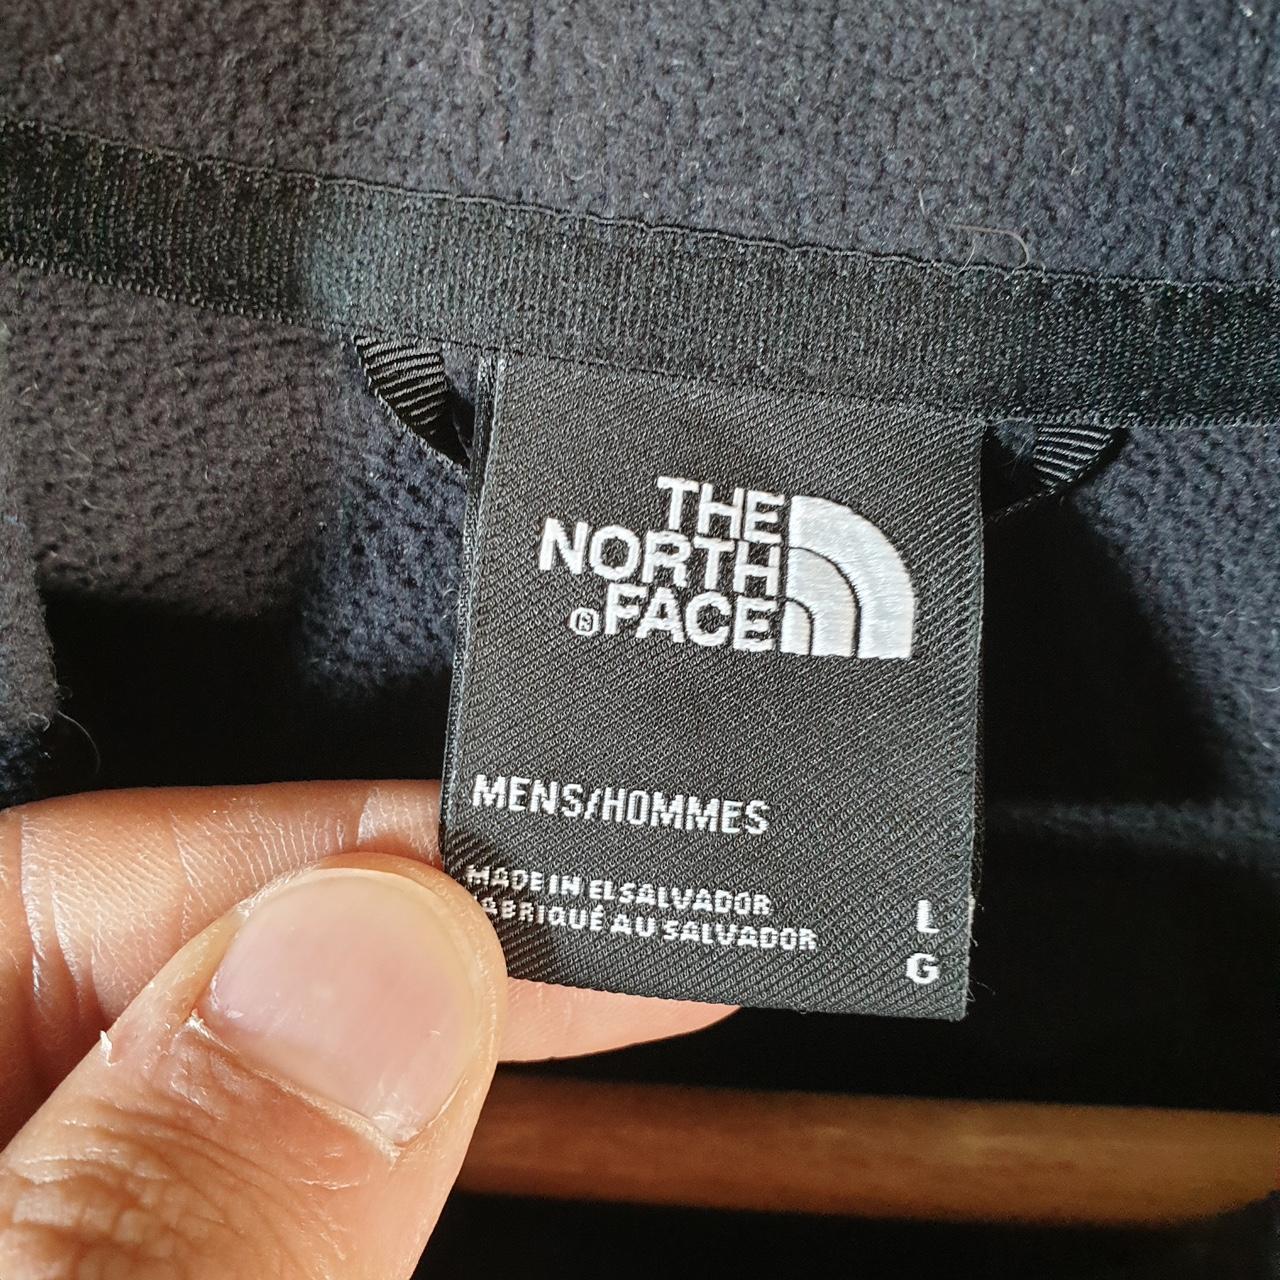 THE
NORTH
®FACE
MENS/HOMMES
MADE IN EL SALVADOR
FABRIQUÉ AU SALVADOR
L
G